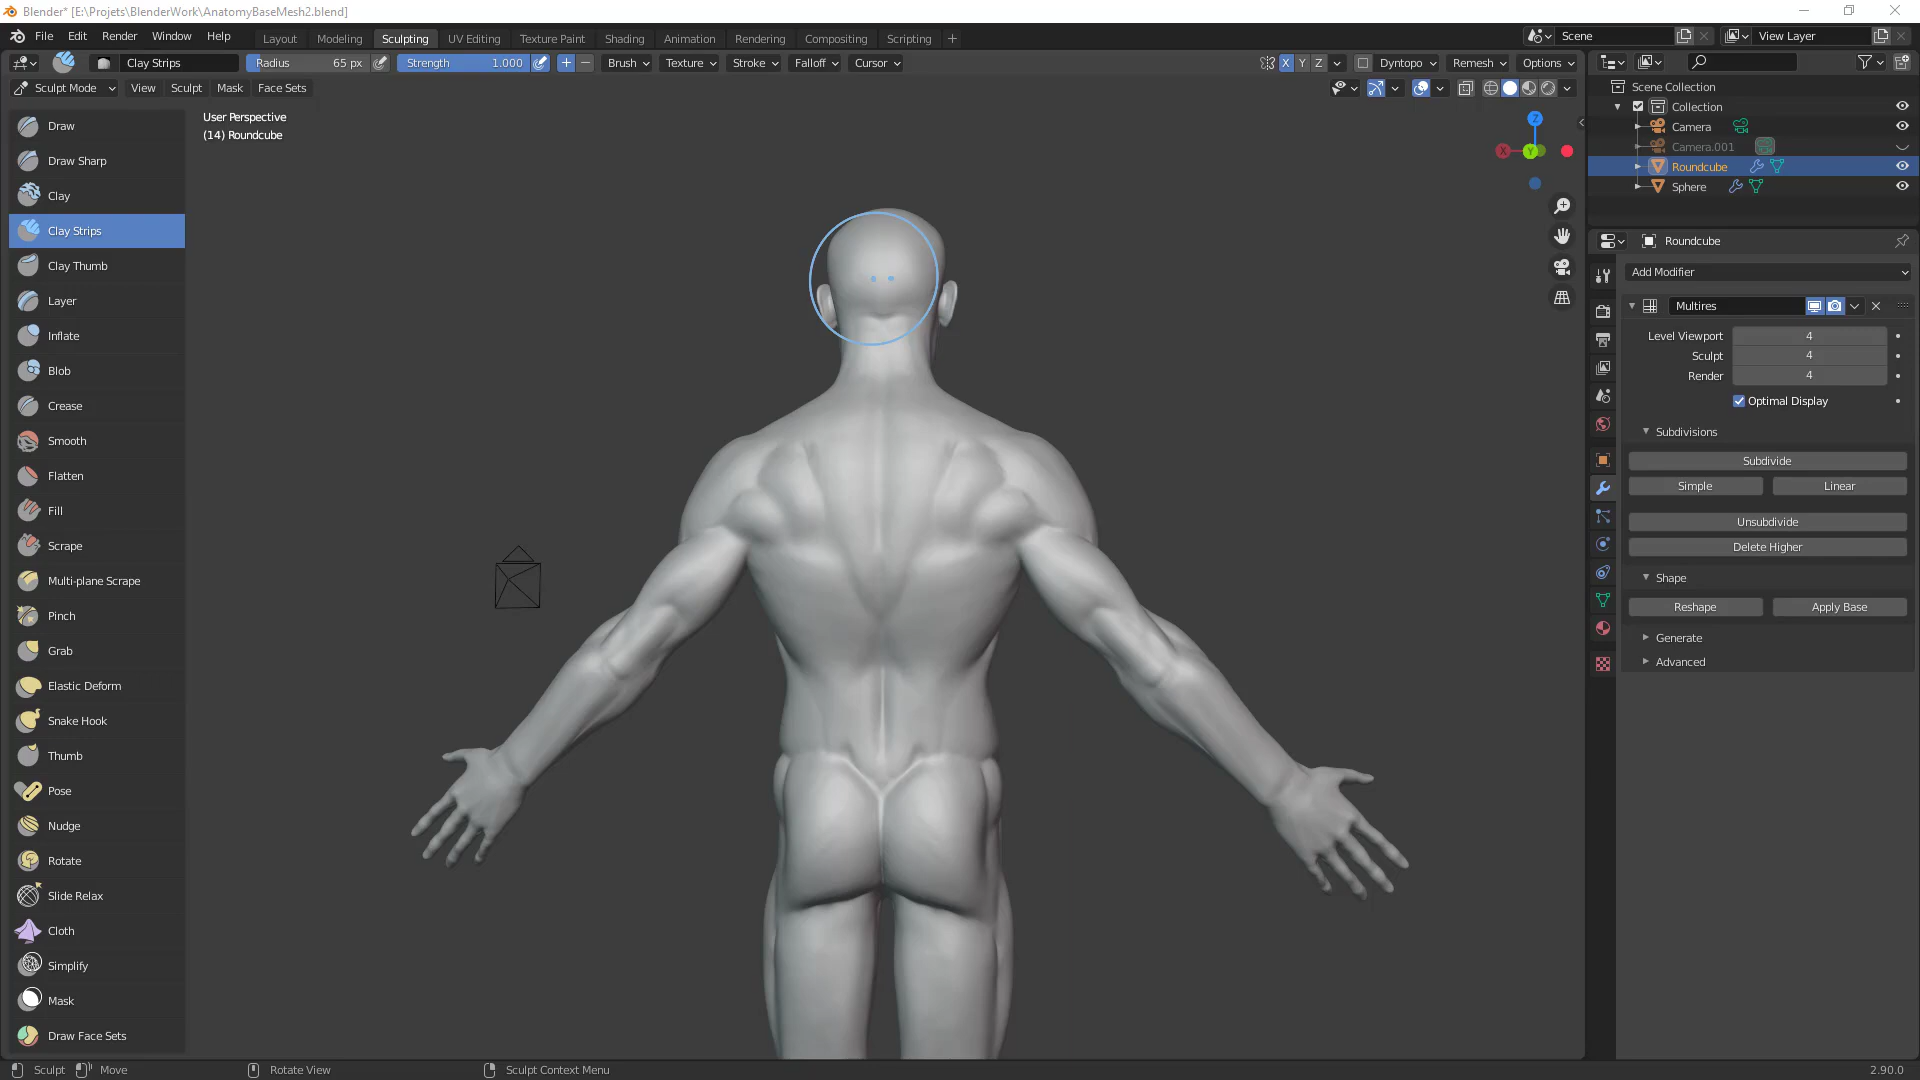 Blender* [E:\Projets\BlenderWork\AnatomyBaseMesh2.blend]
File Edit Render Window Help Layout Modeling Sculpting UV Editing Texture Paint Shading Animation Rendering Compositing Scripting + Scene View Layer
Clay Strips Radius 65 px Strength 1.000 + − Brush Texture Stroke Falloff Cursor X Y Z Dyntopo Remesh Options
Sculpt Mode View Sculpt Mask Face Sets
User Perspective
(14) Roundcube
Z
X
Y
Draw
Draw Sharp
Clay
Clay Strips
Clay Thumb
Layer
Inflate
Blob
Crease
Smooth
Flatten
Fill
Scrape
Multi-plane Scrape
Pinch
Grab
Elastic Deform
Snake Hook
Thumb
Pose
Nudge
Rotate
Slide Relax
Cloth
Simplify
Mask
Draw Face Sets
Scene Collection
Collection
Camera
Camera.001
Roundcube
Sphere
Roundcube
Add Modifier
Multires
Level Viewport 4
Sculpt 4
Render 4
Optimal Display
Subdivisions
Subdivide
Simple Linear
Unsubdivide
Delete Higher
Shape
Reshape Apply Base
Generate
Advanced
Sculpt Move Rotate View Sculpt Context Menu 2.90.0